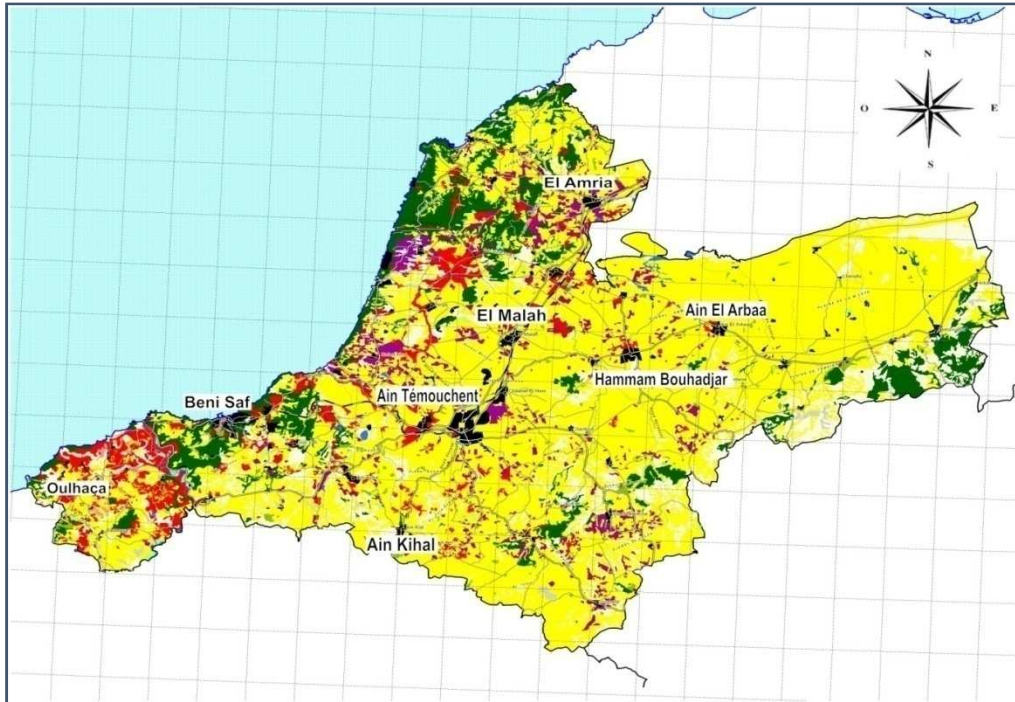 N
O
E
S
El Amria
El Malah
Ain El Arbaa
Hammam Bouhadjar
Ain Témouchent
Beni Saf
Oulhaça
Ain Kihal